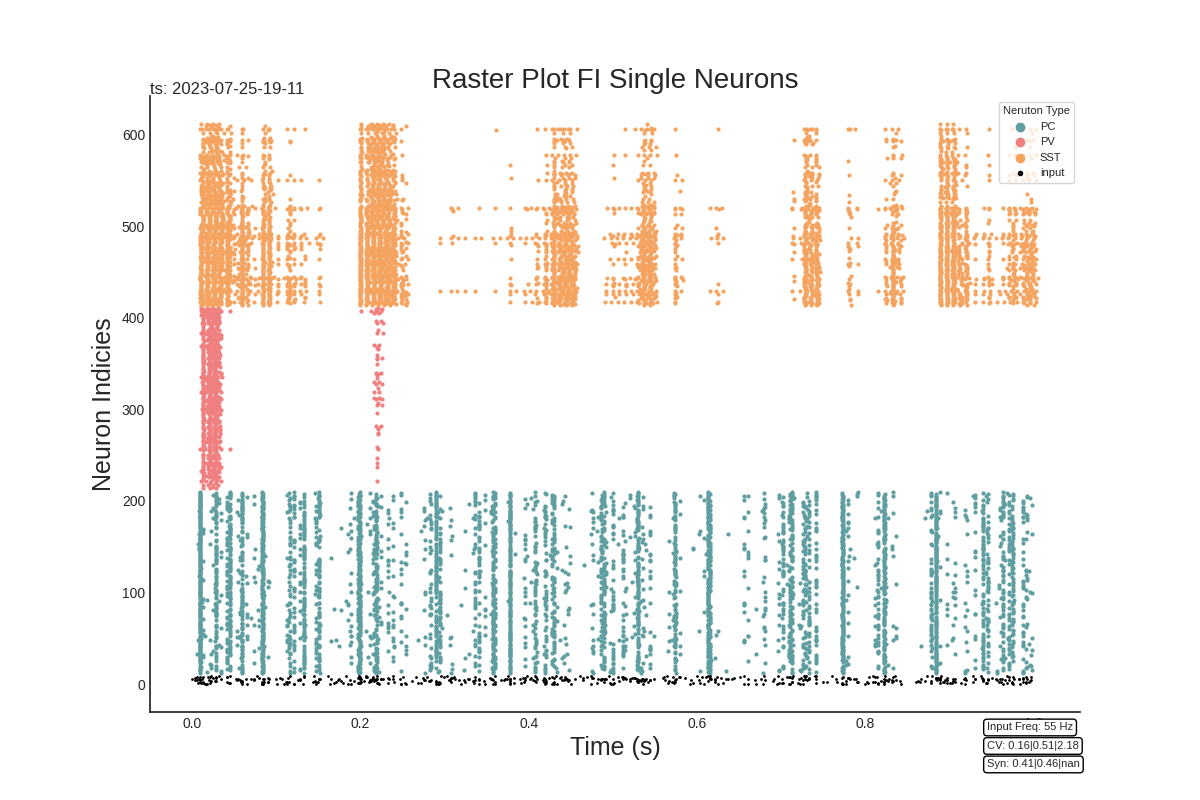 Raster Plot FI Single Neurons
ts: 2023-07-25-19-11
Neruton Type
PC
PV
SST
input
Neuron Indicies
600
500
400
300
200
100
0
0.0
0.2
0.4
0.6
0.8
Time (s)
Input Freq: 55 Hz
CV: 0.16|0.51|2.18
Syn: 0.41|0.46|nan